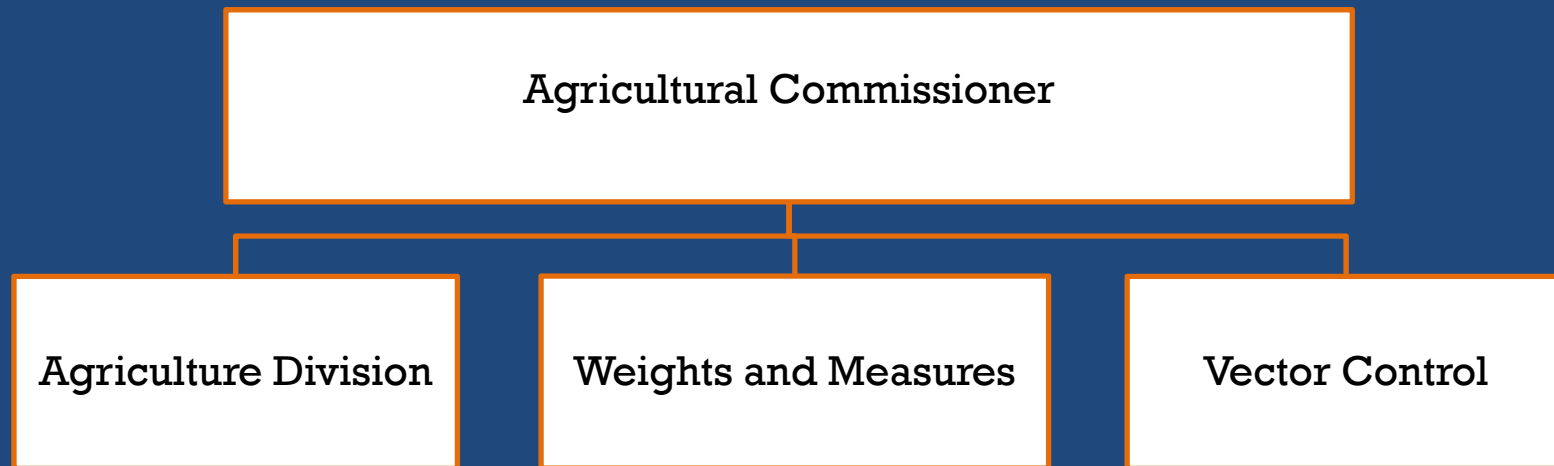 Agricultural Commissioner
Agriculture Division
Weights and Measures
Vector Control